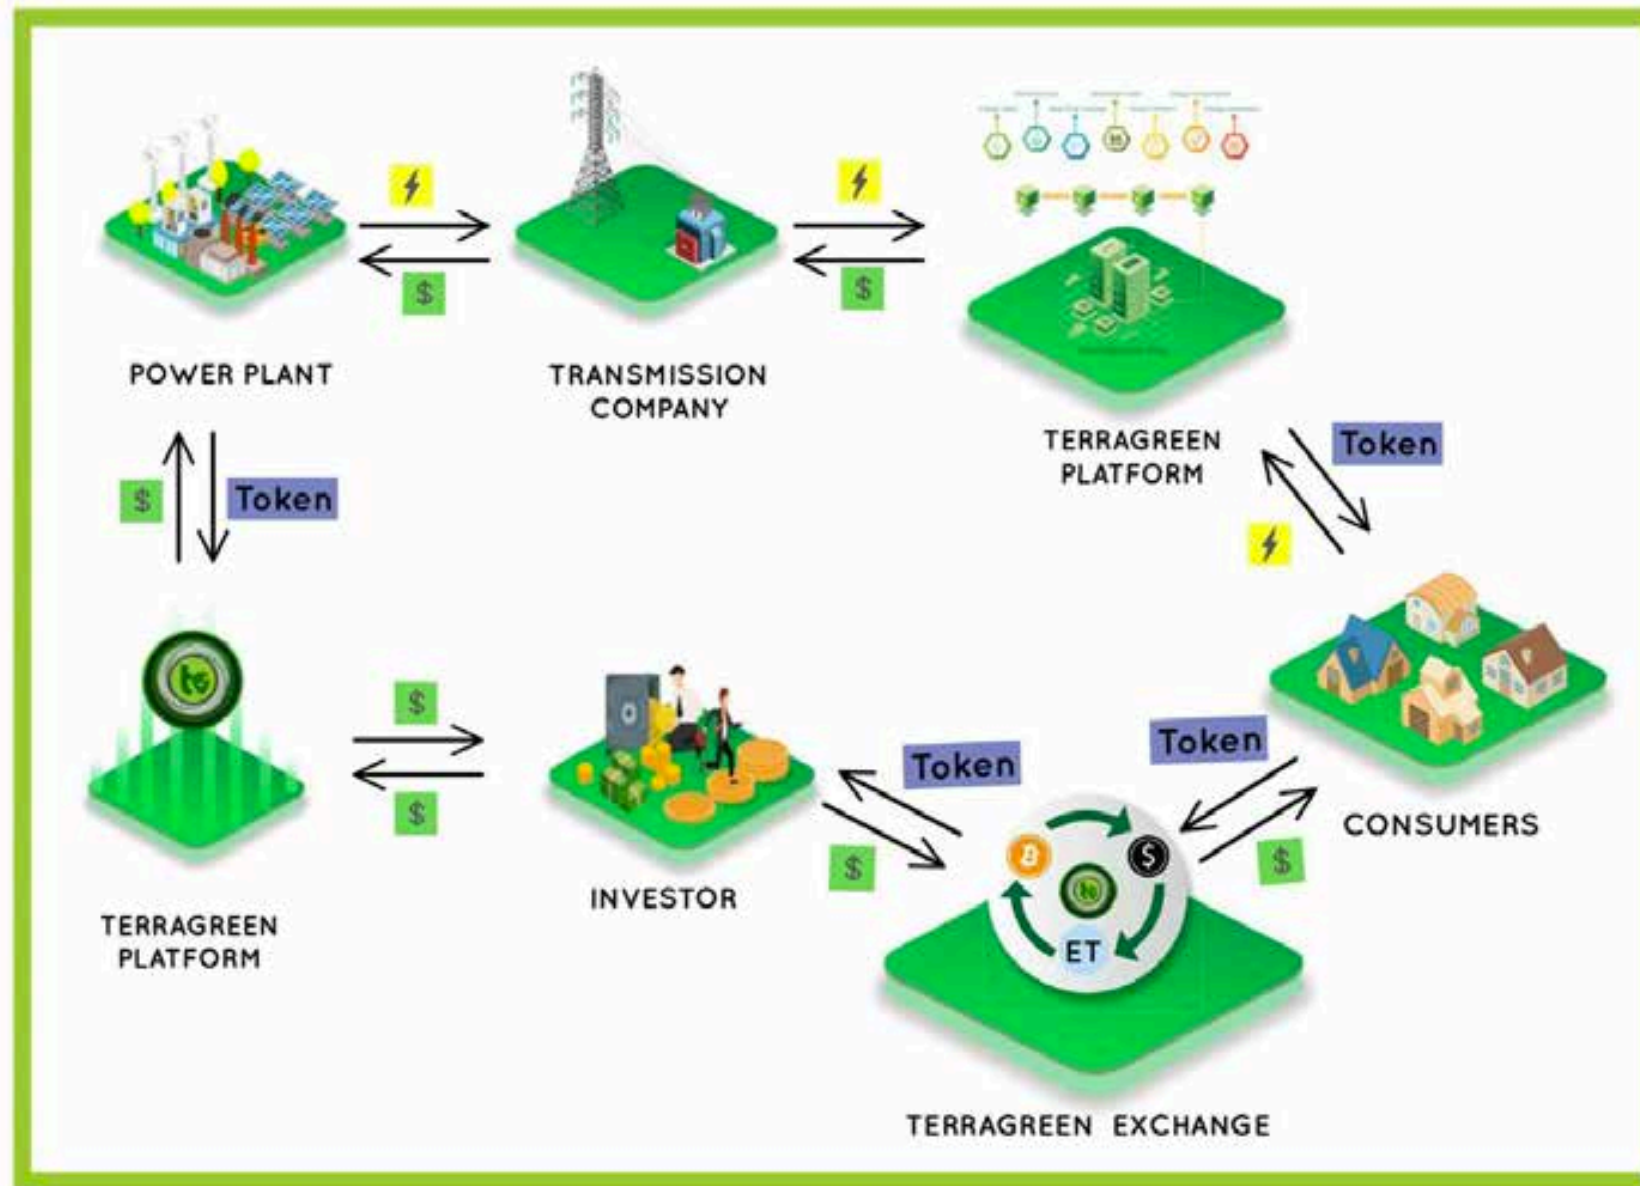 $
$
POWER PLANT
TRANSMISSION
COMPANY
TERRAGREEN
PLATFORM
Token
$
Token
$
$
Token
Token
$
$
CONSUMERS
INVESTOR
$
ET
TERRAGREEN
PLATFORM
TERRAGREEN EXCHANGE